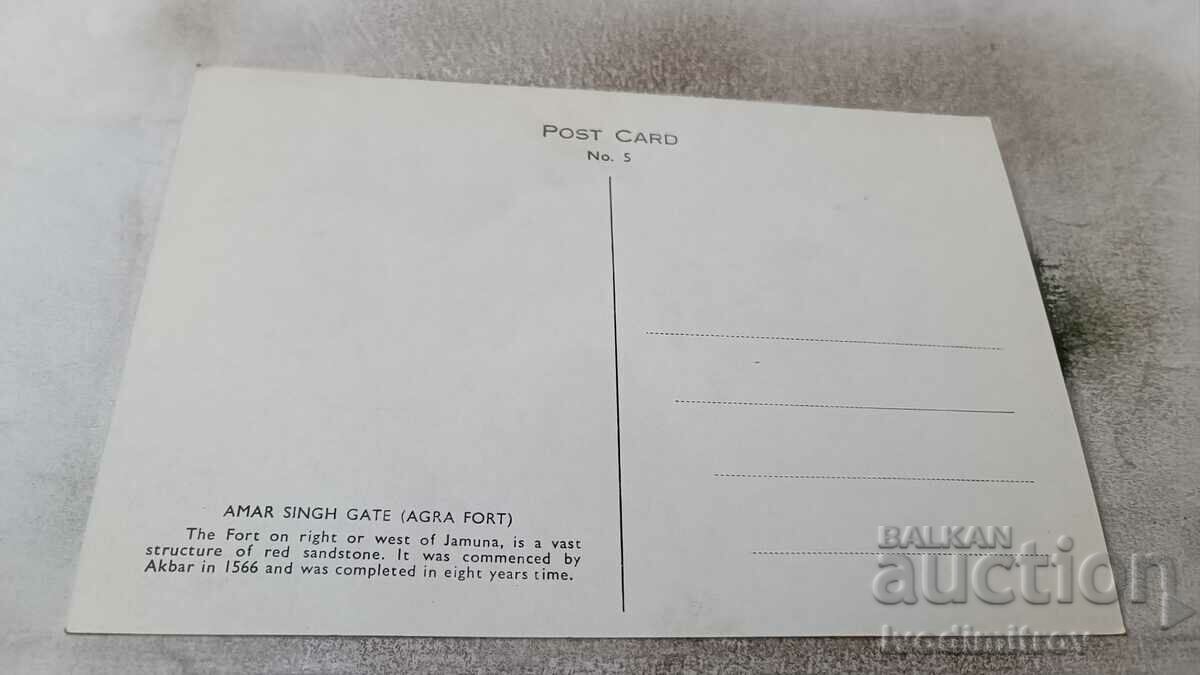 POST CARD
No. 5
AMAR SINGH GATE (AGRA FORT)
The Fort on right or west of Jamuna, is a vast
structure of red sandstone. It was commenced by
Akbar in 1566 and was completed in eight years time.
BALKAN
auction
Ivodimitrov